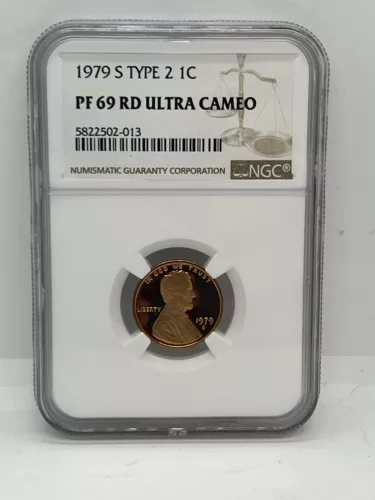 1979 S TYPE 2 1C
PF 69 RD ULTRA CAMEO
5822502-013
NUMISMATIC GUARANTY CORPORATION
NGC®
IN GOD WE TRUST
LIBERTY
1979
S